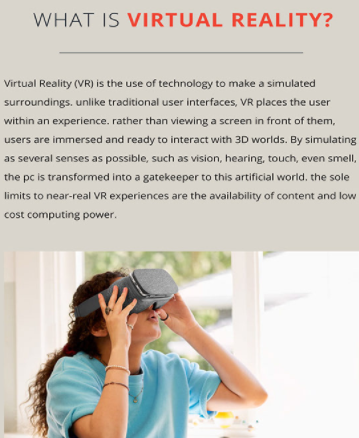 WHAT IS VIRTUAL REALITY?
Virtual Reality (VR) is the use of technology to make a simulated
surroundings. unlike traditional user interfaces, VR places the user
within an experience. rather than viewing a screen in front of them,
users are immersed and ready to interact with 3D worlds. By simulating
as several senses as possible, such as vision, hearing, touch, even smell,
the pc is transformed into a gatekeeper to this artificial world. the sole
limits to near-real VR experiences are the availability of content and low
cost computing power.